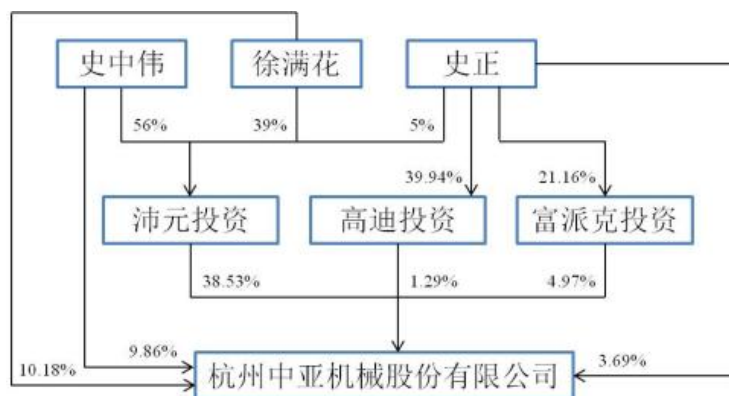 史中伟 徐满花 史正
56% 39% 5%
39.94% 21.16%
沛元投资 高迪投资 富派克投资
38.53% 1.29% 4.97%
9.86% 3.69%
10.18% 杭州中亚机械股份有限公司